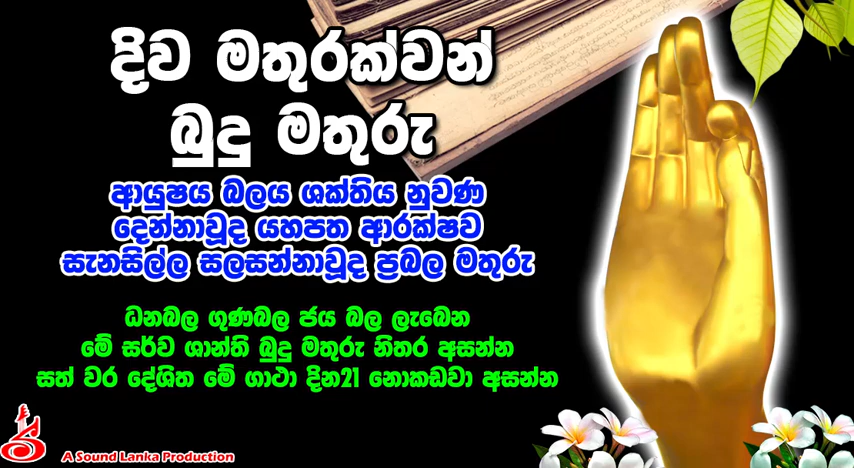 දිව මතුරක්වන්
බුදු මතුරු
ආයුෂය බලය ශක්තිය නුවණ
දෙන්නාවූද යහපත ආරක්ෂව
සැනසිල්ල සලසන්නාවූද ප්‍රබල මතුරු
ධනබල ගුණබල ජය බල ලැබෙන
මේ සර්ව ශාන්ති බුදු මතුරු නිතර අසන්න
සත් වර දේශිත මේ ගාථා දින21 නොකඩවා අසන්න
A Sound Lanka Production